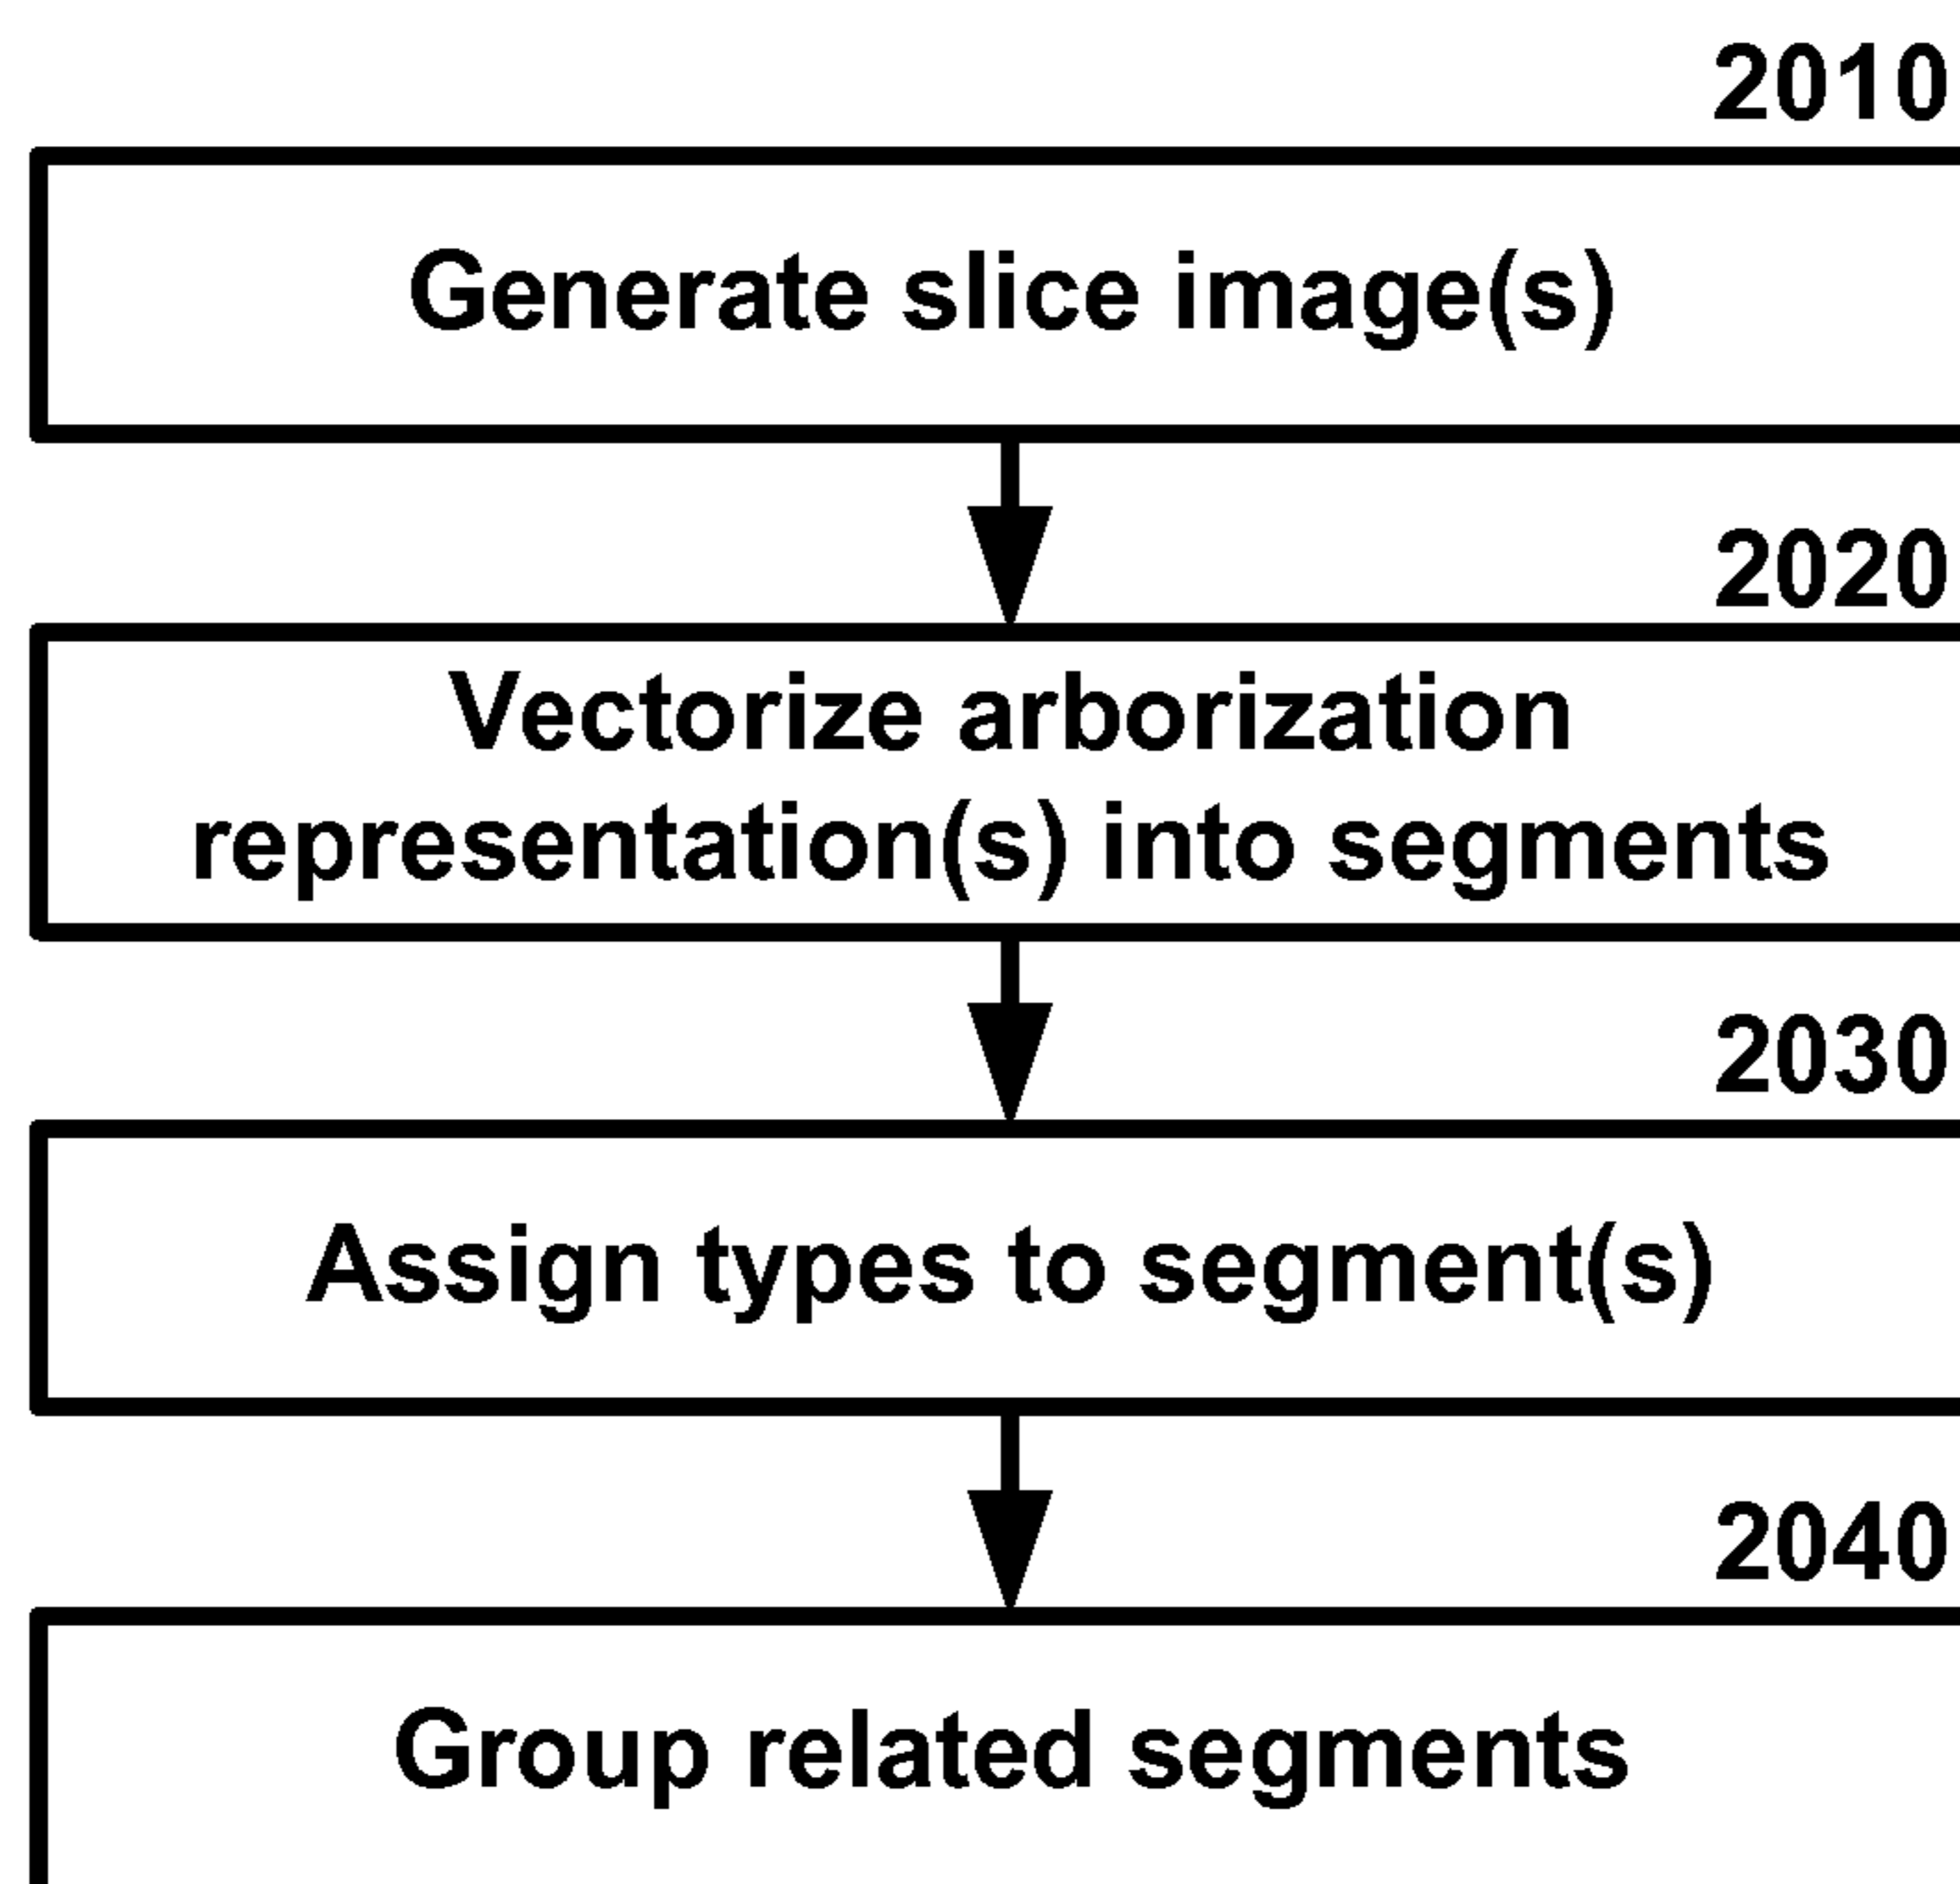 2010
Generate slice image(s)
2020
Vectorize arborization
representation(s) into segments
2030
Assign types to segment(s)
2040
Group related segments